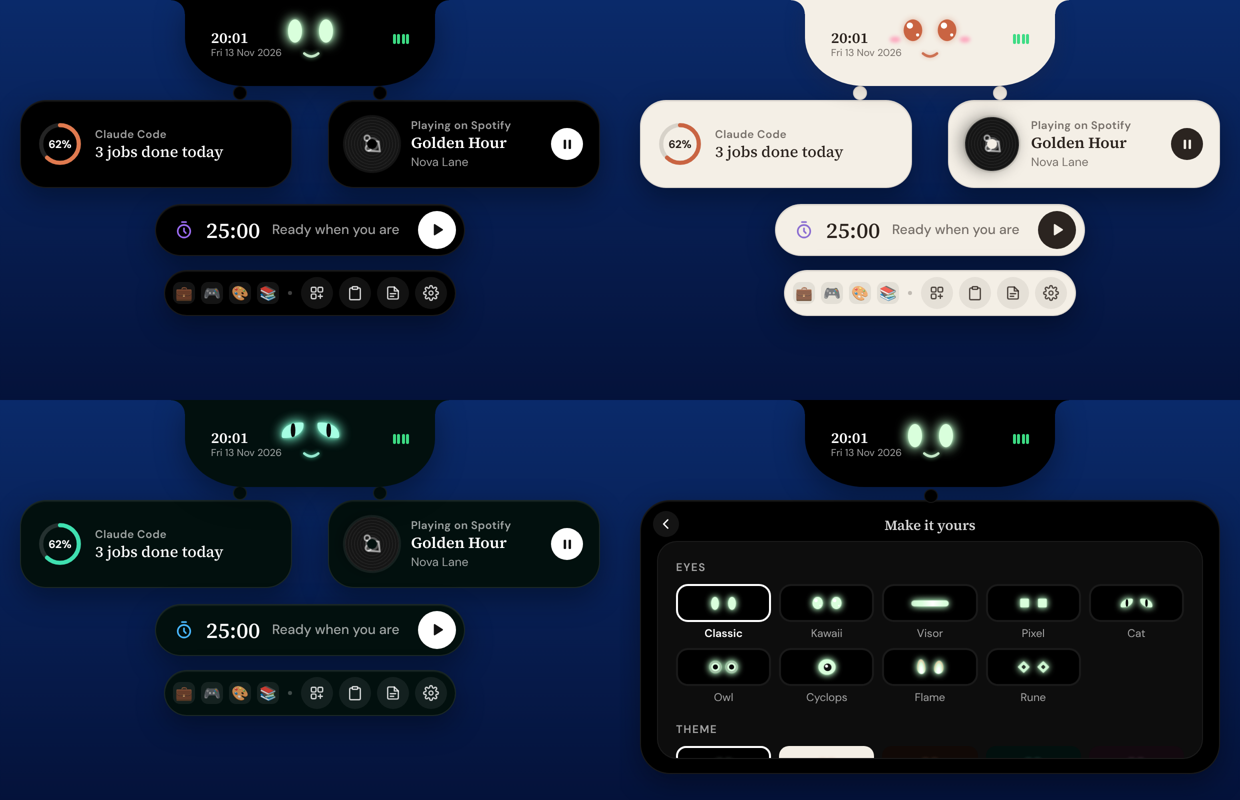 20:01
Fri 13 Nov 2026
62%
Claude Code
3 jobs done today
Playing on Spotify
Golden Hour
Nova Lane
25:00 Ready when you are
20:01
Fri 13 Nov 2026
62%
Claude Code
3 jobs done today
Playing on Spotify
Golden Hour
Nova Lane
25:00 Ready when you are
20:01
Fri 13 Nov 2026
62%
Claude Code
3 jobs done today
Playing on Spotify
Golden Hour
Nova Lane
25:00 Ready when you are
20:01
Fri 13 Nov 2026
Make it yours
EYES
Classic Kawaii Visor Pixel Cat
Owl Cyclops Flame Rune
THEME